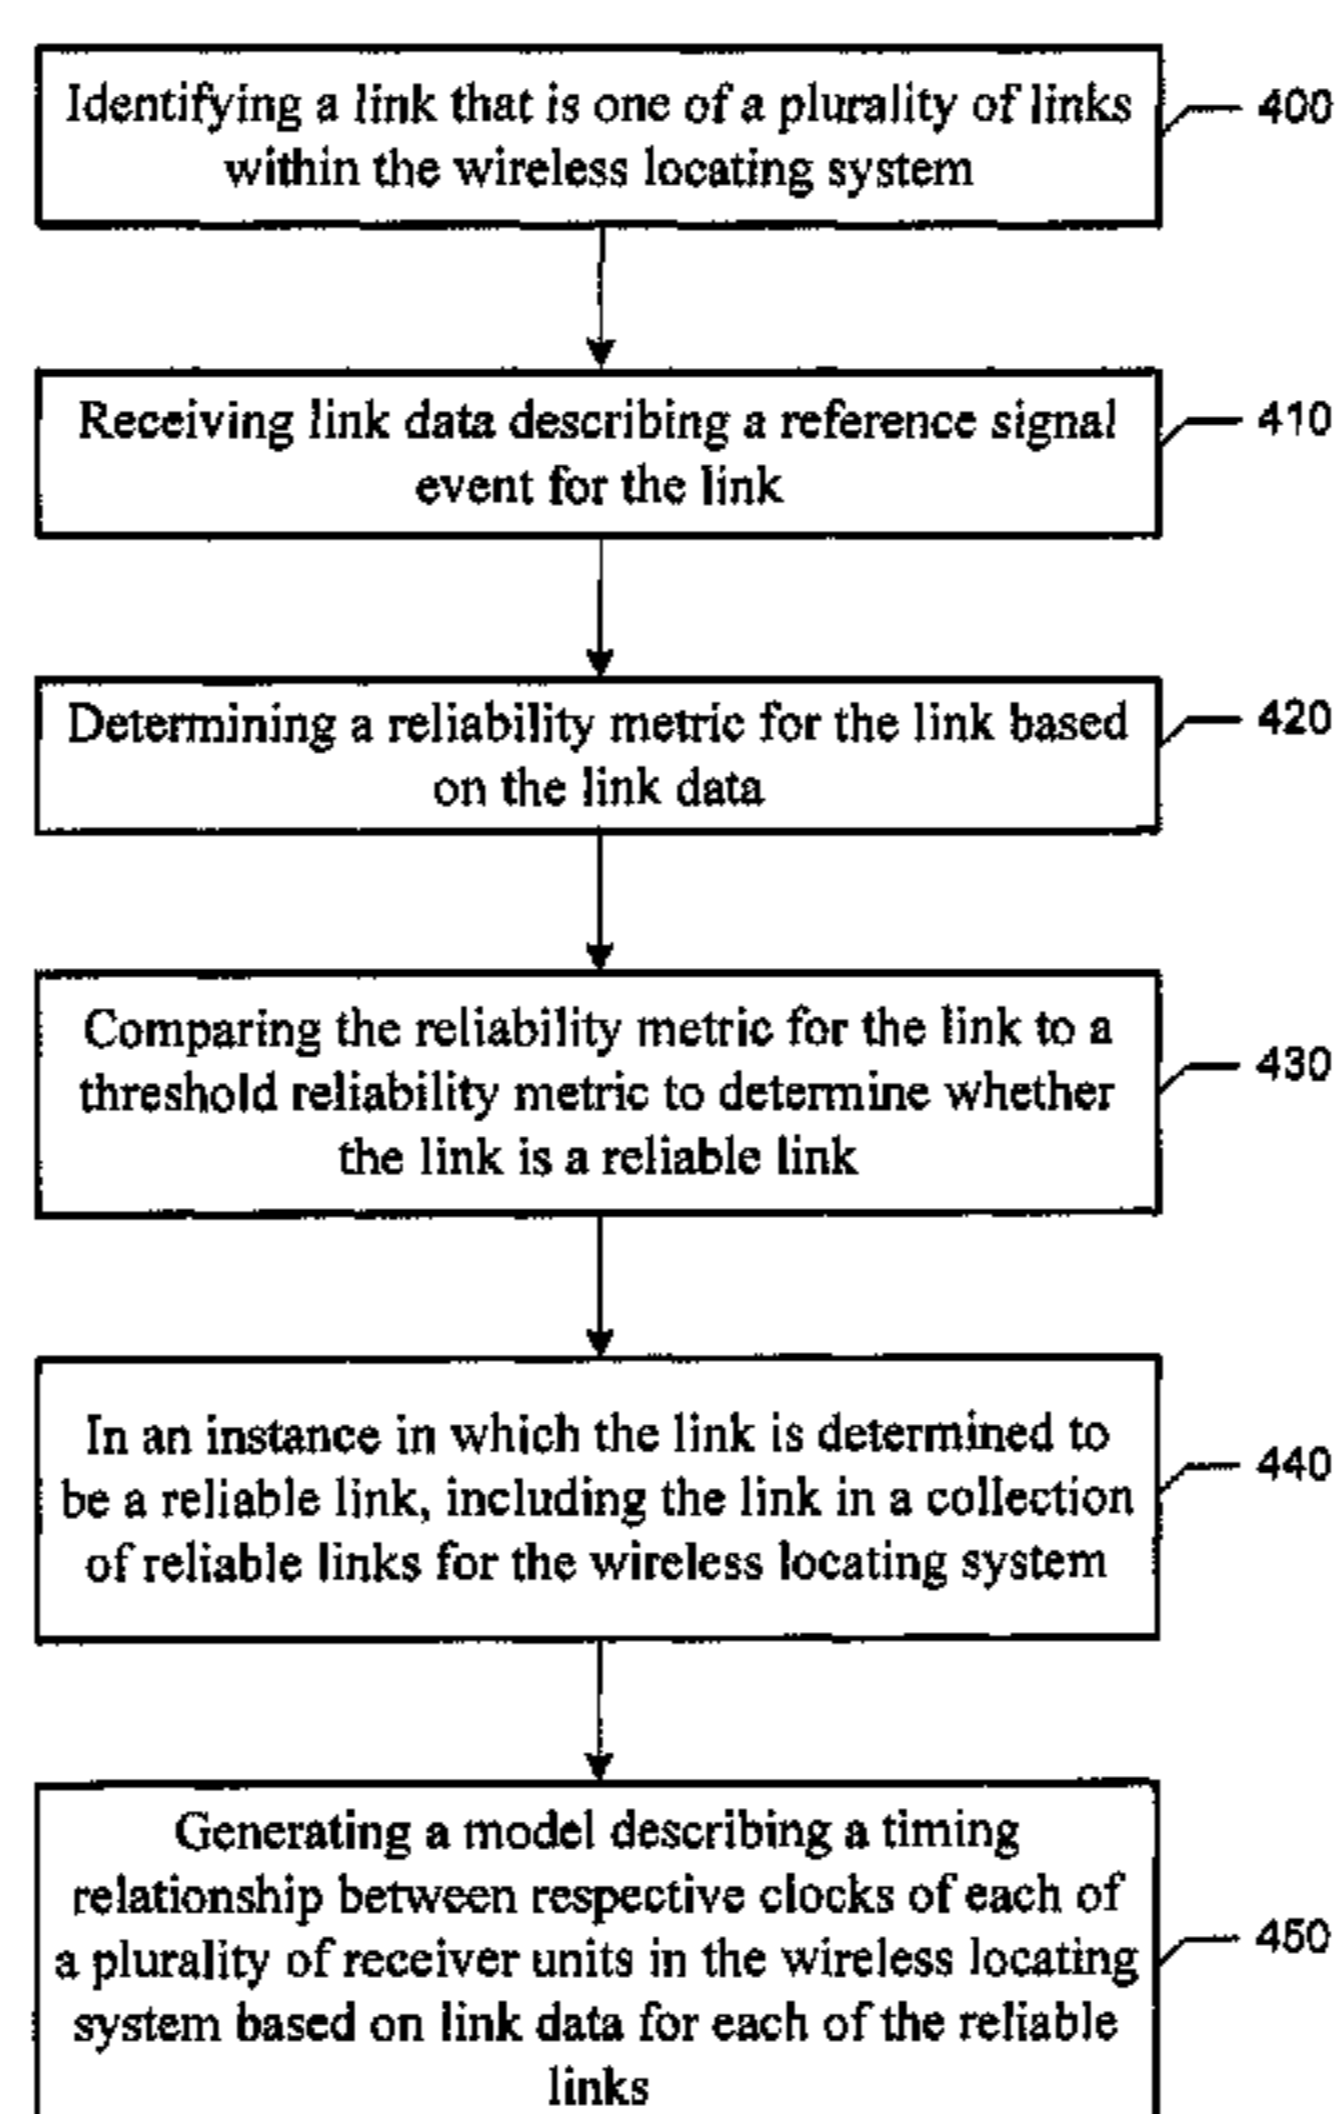 Identifying a link that is one of a plurality of links
within the wireless locating system
400
Receiving link data describing a reference signal
event for the link
410
Determining a reliability metric for the link based
on the link data
420
Comparing the reliability metric for the link to a
threshold reliability metric to determine whether
the link is a reliable link
430
In an instance in which the link is determined to
be a reliable link, including the link in a collection
of reliable links for the wireless locating system
440
Generating a model describing a timing
relationship between respective clocks of each of
a plurality of receiver units in the wireless locating
system based on link data for each of the reliable
links
450